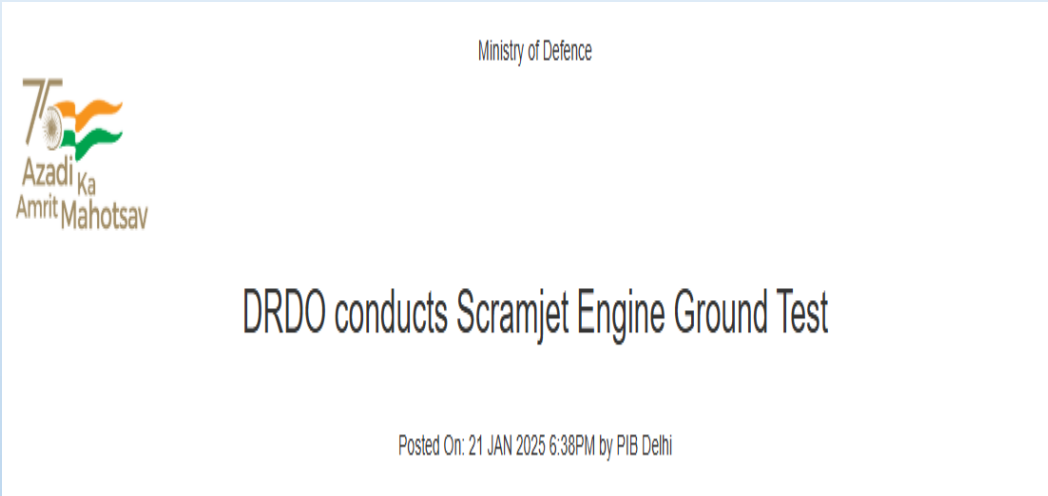 Ministry of Defence
75
Azadi Ka
Amrit Mahotsav
DRDO conducts Scramjet Engine Ground Test
Posted On: 21 JAN 2025 6:38PM by PIB Delhi